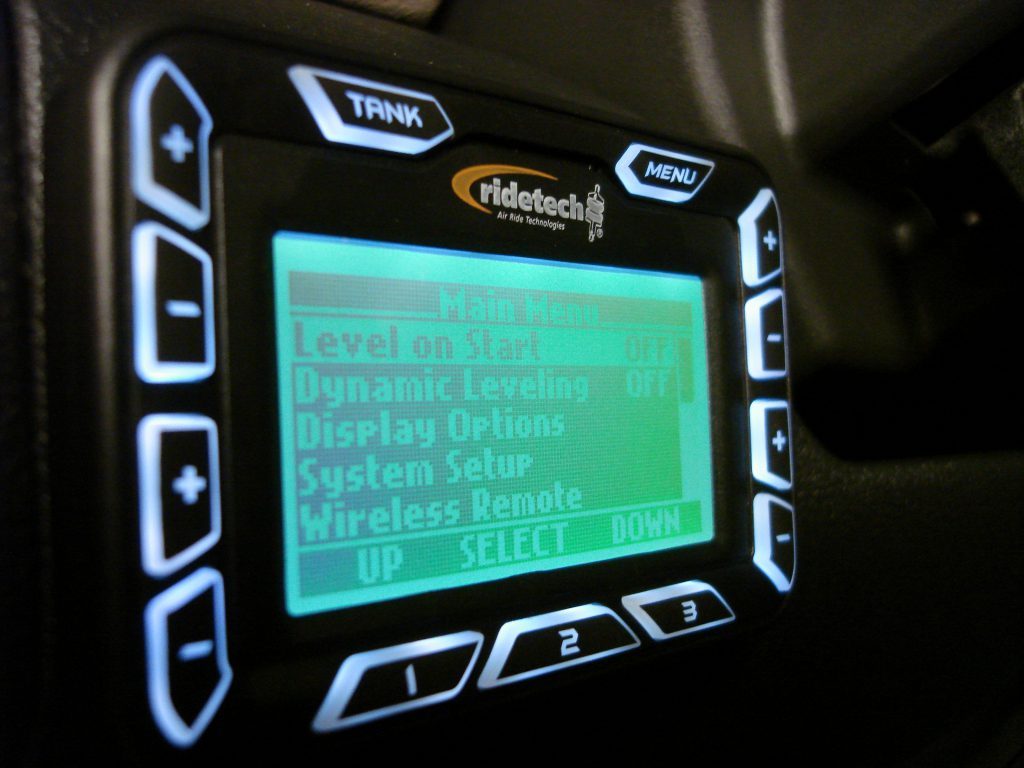 TANK
MENU
ridetech
Air Ride Technologies
®
Main Menu
Level on Start OFF
Dynamic Leveling OFF
Display Options
System Setup
Wireless Remote
UP SELECT DOWN
+ +
- -
+ +
- -
1 2 3